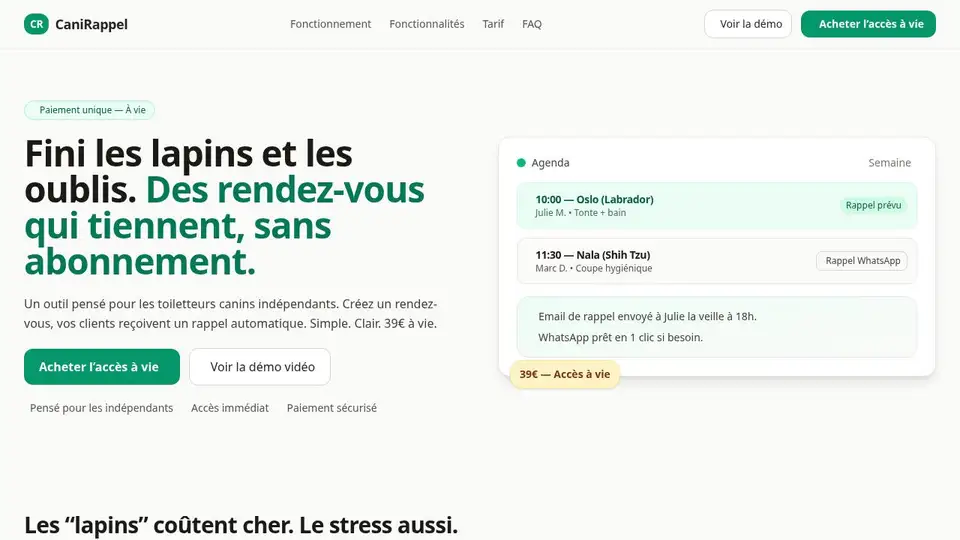 CR CaniRappel
Fonctionnement Fonctionnalités Tarif FAQ
Voir la démo
Acheter l’accès à vie
Paiement unique — À vie
Fini les lapins et les
oublis. Des rendez-vous
qui tiennent, sans
abonnement.
Un outil pensé pour les toiletteurs canins indépendants. Créez un rendez-
vous, vos clients reçoivent un rappel automatique. Simple. Clair. 39€ à vie.
Acheter l’accès à vie
Voir la démo vidéo
Pensé pour les indépendants Accès immédiat Paiement sécurisé
Agenda Semaine
10:00 — Oslo (Labrador)
Julie M. • Tonte + bain
Rappel prévu
11:30 — Nala (Shih Tzu)
Marc D. • Coupe hygiénique
Rappel WhatsApp
Email de rappel envoyé à Julie la veille à 18h.
WhatsApp prêt en 1 clic si besoin.
39€ — Accès à vie
Les “lapins” coûtent cher. Le stress aussi.